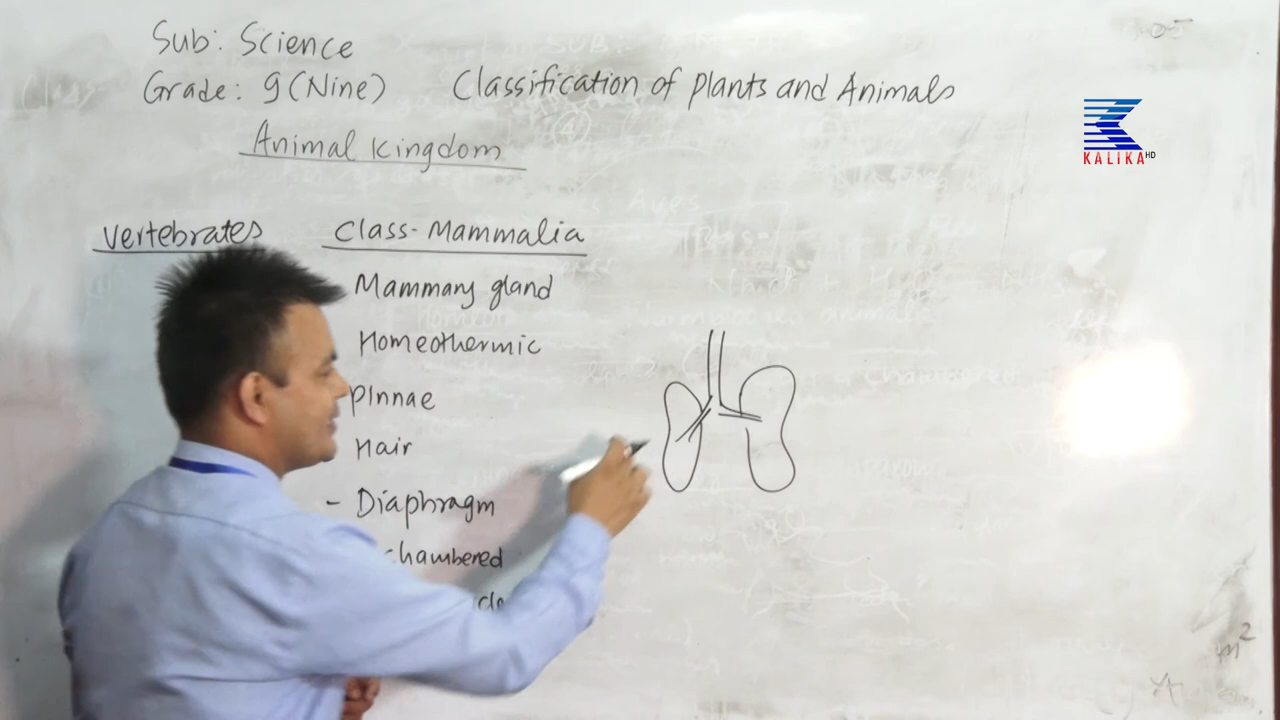 Sub: Science
Grade: 9 (Nine) Classification of Plants and Animals
Animal Kingdom
KALIKA HD
Vertebrates Class- Mammalia
Mammary gland
Homeothermic
PInnae
Hair
- Diaphragm
chambered
m²